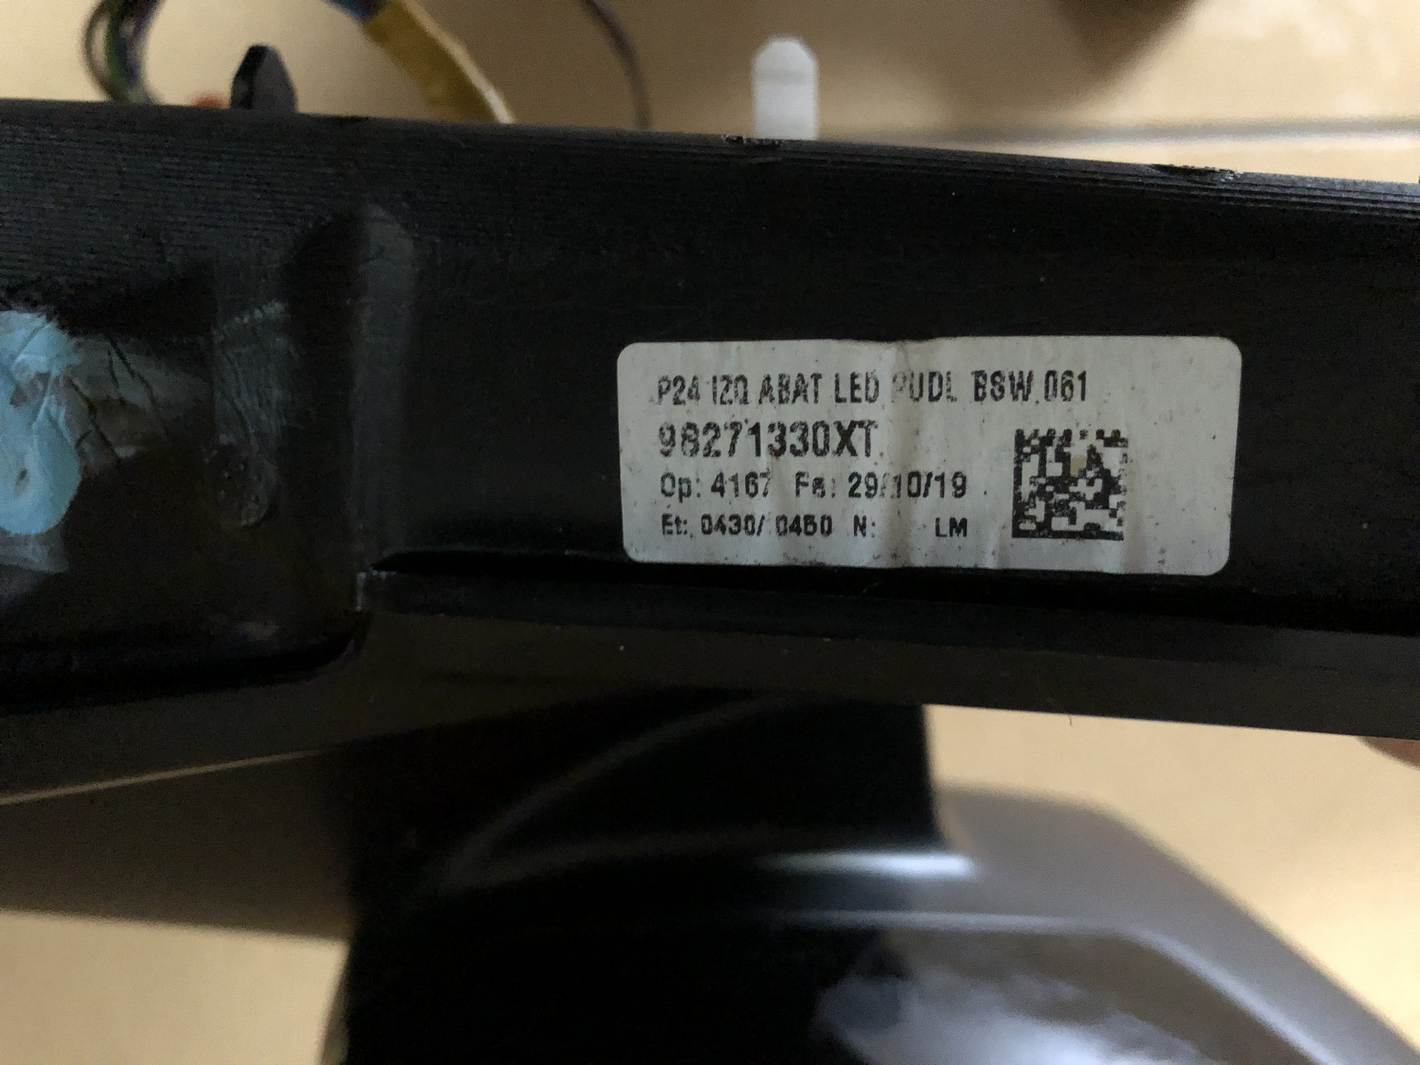 P24 IZQ ABAT LED PUDL BSW 061
98271330XT
Op: 4167 Fe: 29/10/19
Et: 0430/ 0450 N: LM